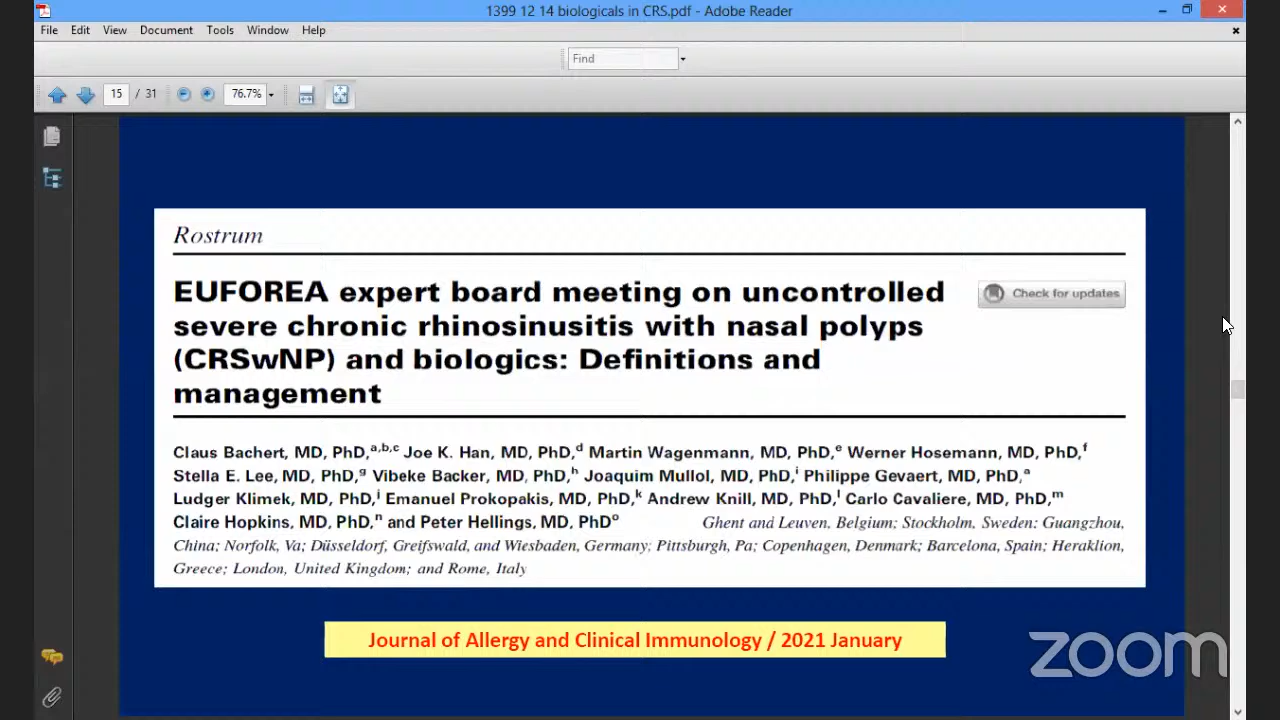 1399 12 14 biologicals in CRS.pdf - Adobe Reader
File Edit View Document Tools Window Help
Find
15 / 31 76.7%
Rostrum
EUFOREA expert board meeting on uncontrolled
severe chronic rhinosinusitis with nasal polyps
(CRSwNP) and biologics: Definitions and
management
Check for updates
Claus Bachert, MD, PhD,a,b,c Joe K. Han, MD, PhD,d Martin Wagenmann, MD, PhD,e Werner Hosemann, MD, PhD,f
Stella E. Lee, MD, PhD,g Vibeke Backer, MD, PhD,h Joaquim Mullol, MD, PhD,i Philippe Gevaert, MD, PhD,a
Ludger Klimek, MD, PhD,j Emanuel Prokopakis, MD, PhD,k Andrew Knill, MD, PhD,l Carlo Cavaliere, MD, PhD,m
Claire Hopkins, MD, PhD,n and Peter Hellings, MD, PhDo Ghent and Leuven, Belgium; Stockholm, Sweden; Guangzhou,
China; Norfolk, Va; Düsseldorf, Greifswald, and Wiesbaden, Germany; Pittsburgh, Pa; Copenhagen, Denmark; Barcelona, Spain; Heraklion,
Greece; London, United Kingdom; and Rome, Italy
Journal of Allergy and Clinical Immunology / 2021 January
zoom